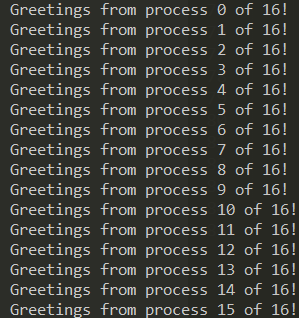 Greetings from process 0 of 16!
Greetings from process 1 of 16!
Greetings from process 2 of 16!
Greetings from process 3 of 16!
Greetings from process 4 of 16!
Greetings from process 5 of 16!
Greetings from process 6 of 16!
Greetings from process 7 of 16!
Greetings from process 8 of 16!
Greetings from process 9 of 16!
Greetings from process 10 of 16!
Greetings from process 11 of 16!
Greetings from process 12 of 16!
Greetings from process 13 of 16!
Greetings from process 14 of 16!
Greetings from process 15 of 16!